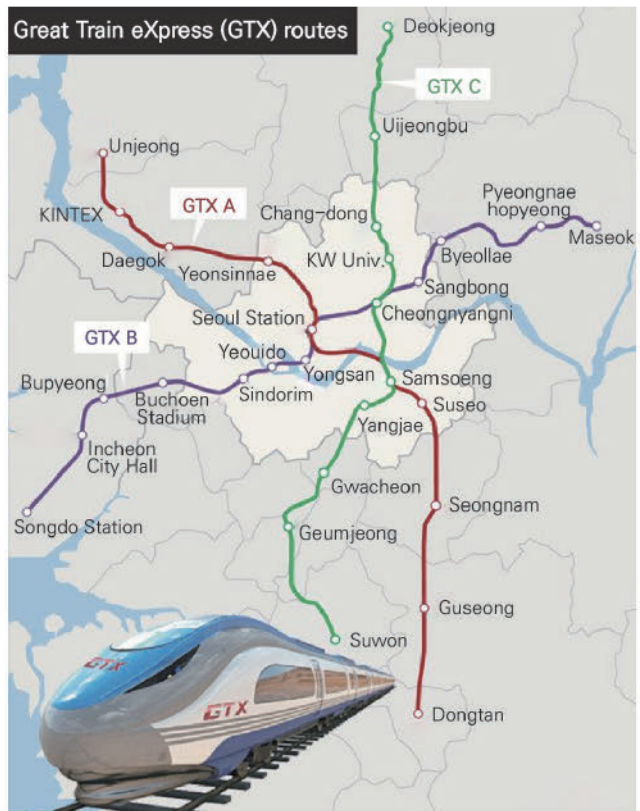 Great Train eXpress (GTX) routes
Deokjeong
GTX C
Uijeongbu
Unjeong
KINTEX
GTX A
Daegok
Yeonsinnae
Chang-dong
KW Univ.
Pyeongnae
hopyeong
Maseok
Byeollae
Sangbong
Cheongnyangni
Seoul Station
GTX B
Yeouido
Yongsan
Bupyeong
Buchoen
Stadium
Sindorim
Samsoeng
Suseo
Yangjae
Incheon
City Hall
Gwacheon
Songdo Station
Seongnam
Geumjeong
Guseong
Suwon
Dongtan
GTX
GTX